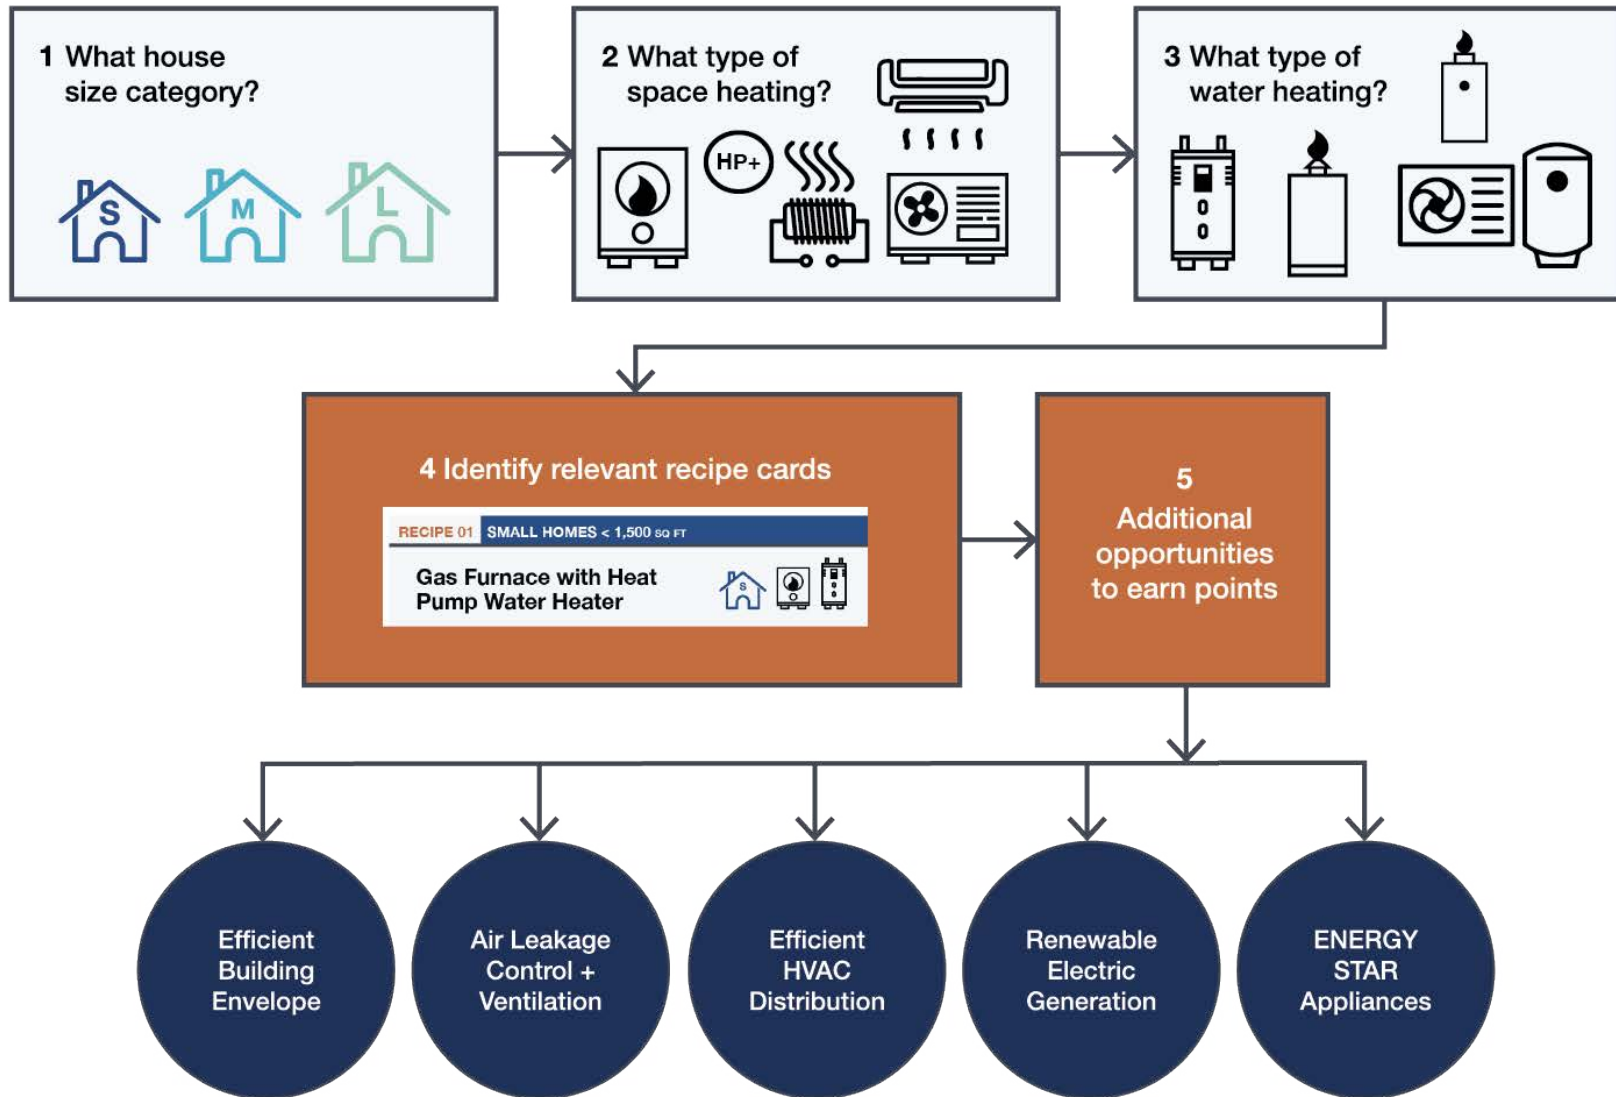 1 What house
size category?
S
M
L
2 What type of
space heating?
HP+
3 What type of
water heating?
4 Identify relevant recipe cards
RECIPE 01 SMALL HOMES < 1,500 SQ FT
Gas Furnace with Heat
Pump Water Heater
S
5
Additional
opportunities
to earn points
Efficient
Building
Envelope
Air Leakage
Control +
Ventilation
Efficient
HVAC
Distribution
Renewable
Electric
Generation
ENERGY
STAR
Appliances